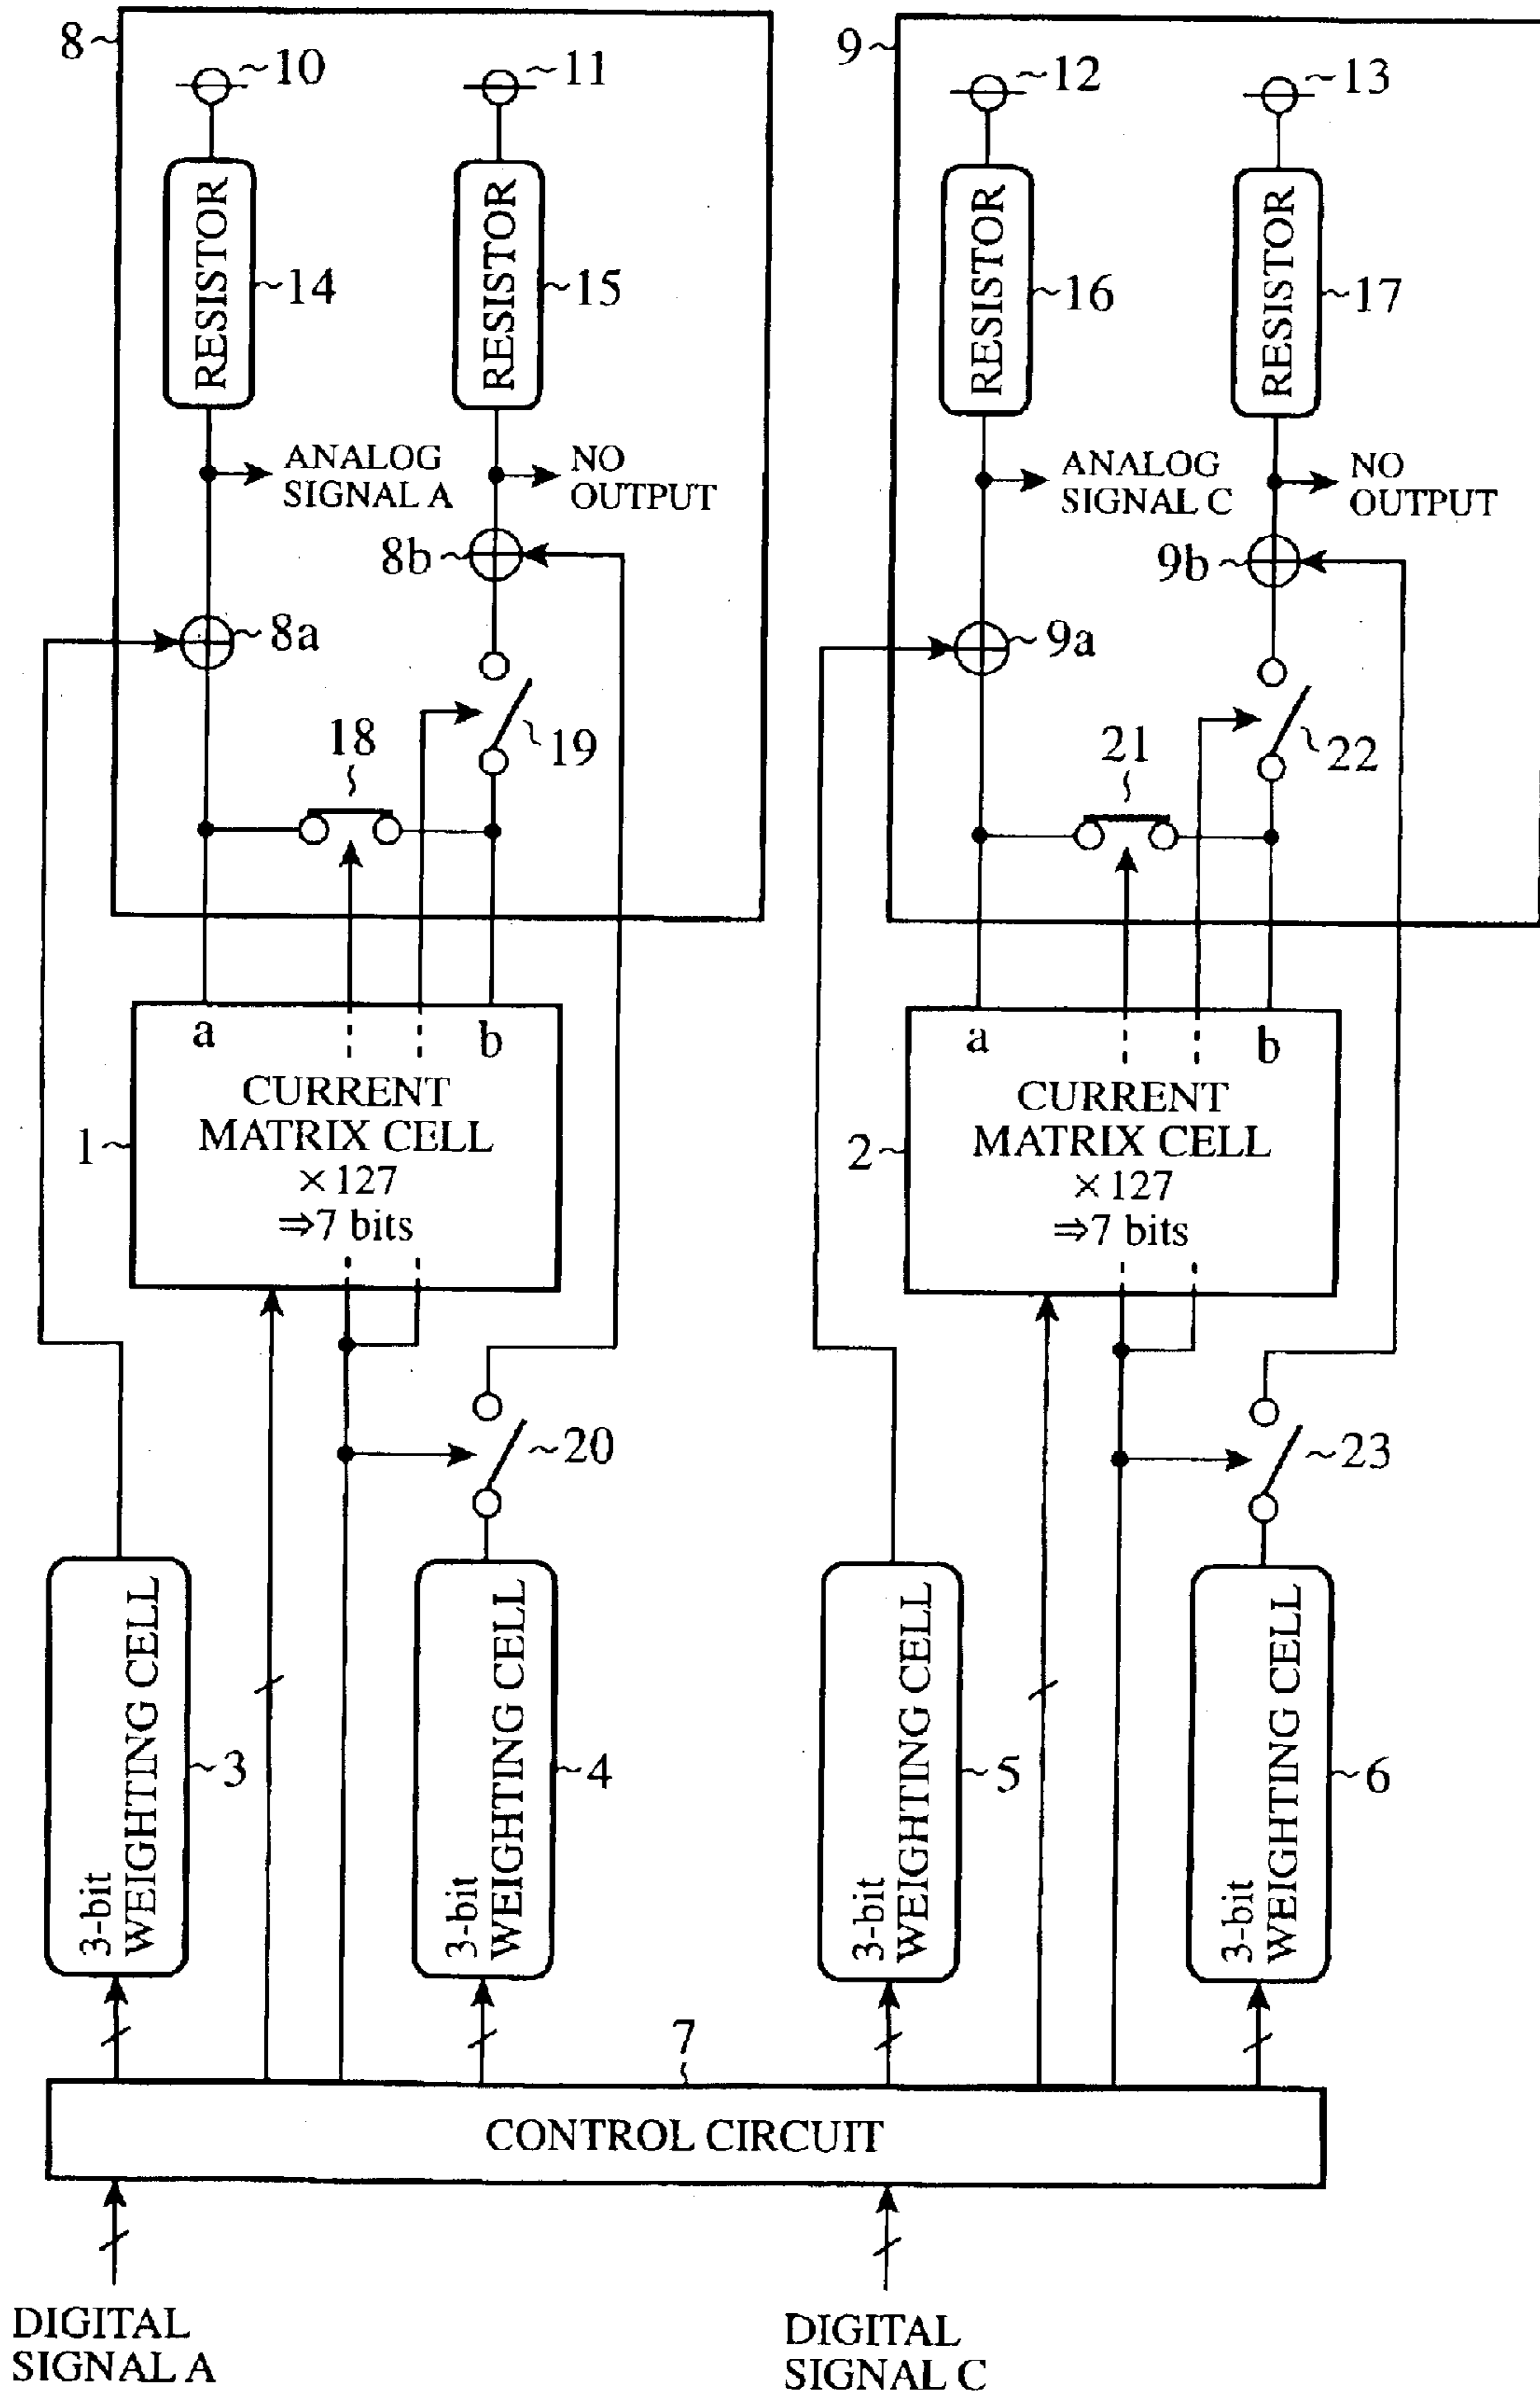 8
9
10
11
12
13
RESISTOR
RESISTOR
RESISTOR
RESISTOR
14
15
16
17
ANALOG
SIGNAL A
NO
OUTPUT
ANALOG
SIGNAL C
NO
OUTPUT
8b
9b
8a
9a
18
19
21
22
a
b
CURRENT
MATRIX CELL
× 127
⇒7 bits
1
a
b
CURRENT
MATRIX CELL
× 127
⇒7 bits
2
20
23
3-bit
WEIGHTING CELL
3
3-bit
WEIGHTING CELL
4
3-bit
WEIGHTING CELL
5
3-bit
WEIGHTING CELL
6
7
CONTROL CIRCUIT
DIGITAL
SIGNAL A
DIGITAL
SIGNAL C